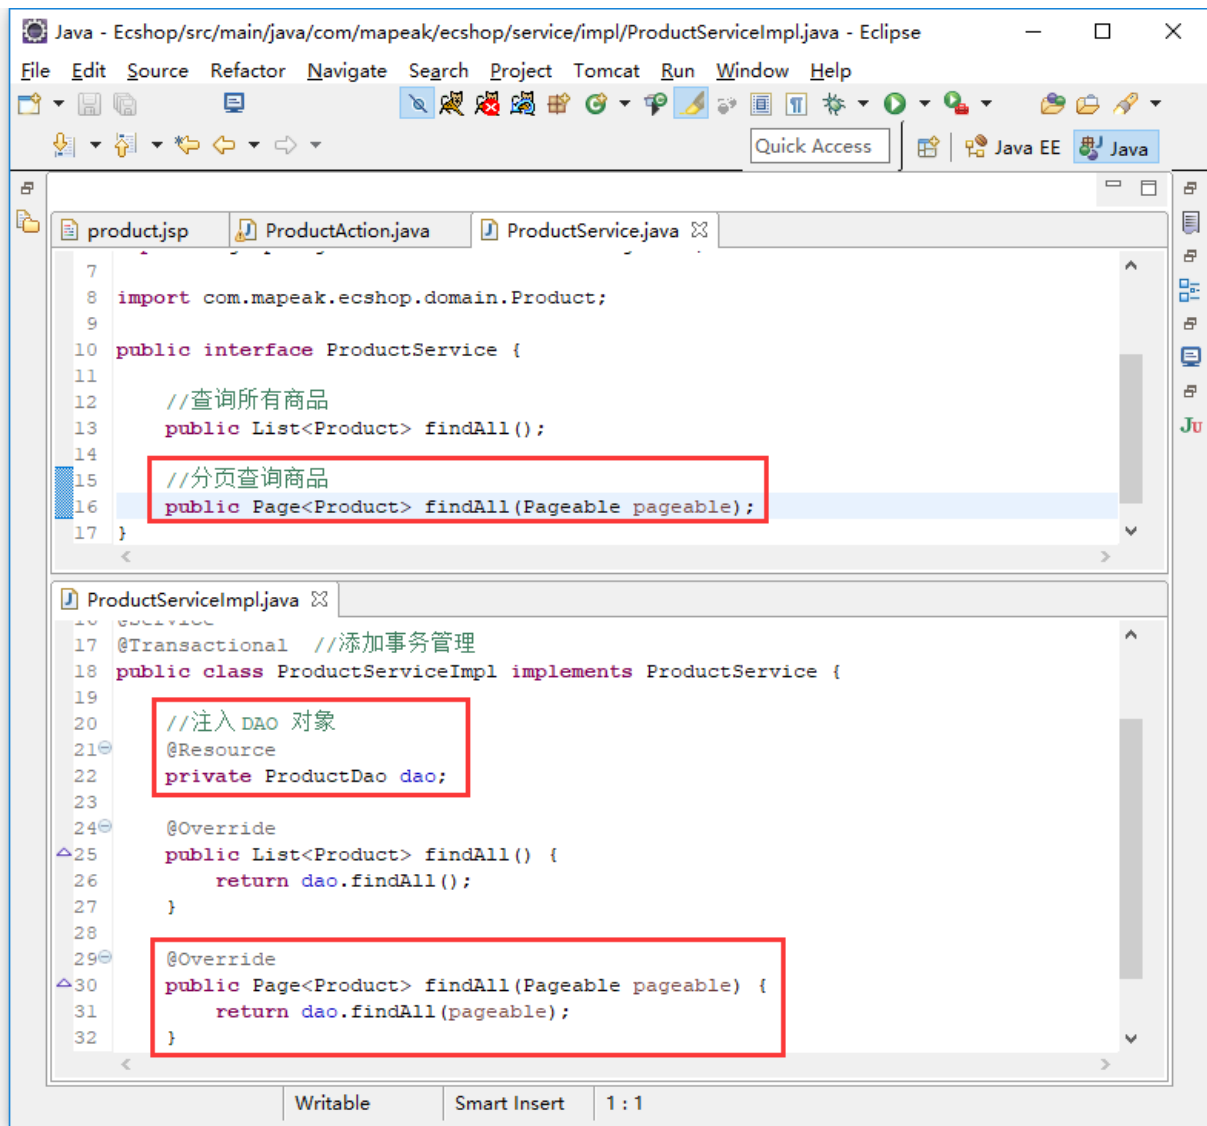 Java - Ecshop/src/main/java/com/mapeak/ecshop/service/impl/ProductServiceImpl.java - Eclipse
File Edit Source Refactor Navigate Search Project Tomcat Run Window Help
Quick Access Java EE Java
product.jsp ProductAction.java ProductService.java
7
8 import com.mapeak.ecshop.domain.Product;
9
10 public interface ProductService {
11
12 //查询所有商品
13 public List<Product> findAll();
14
15 //分页查询商品
16 public Page<Product> findAll(Pageable pageable);
17 }
ProductServiceImpl.java
16 @Service
17 @Transactional //添加事务管理
18 public class ProductServiceImpl implements ProductService {
19
20 //注入DAO 对象
21 @Resource
22 private ProductDao dao;
23
24 @Override
25 public List<Product> findAll() {
26 return dao.findAll();
27 }
28
29 @Override
30 public Page<Product> findAll(Pageable pageable) {
31 return dao.findAll(pageable);
32 }
Writable Smart Insert 1 : 1